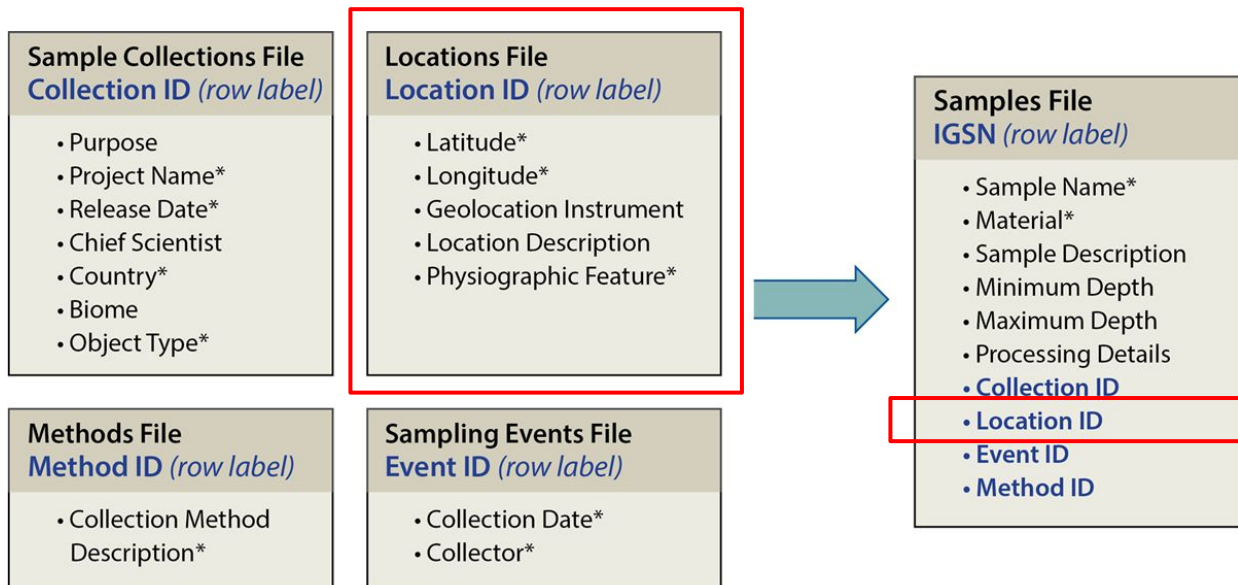 Sample Collections File
Collection ID (row label)
• Purpose
• Project Name*
• Release Date*
• Chief Scientist
• Country*
• Biome
• Object Type*
Locations File
Location ID (row label)
• Latitude*
• Longitude*
• Geolocation Instrument
• Location Description
• Physiographic Feature*
Methods File
Method ID (row label)
• Collection Method
Description*
Sampling Events File
Event ID (row label)
• Collection Date*
• Collector*
Samples File
IGSN (row label)
• Sample Name*
• Material*
• Sample Description
• Minimum Depth
• Maximum Depth
• Processing Details
• Collection ID
• Location ID
• Event ID
• Method ID